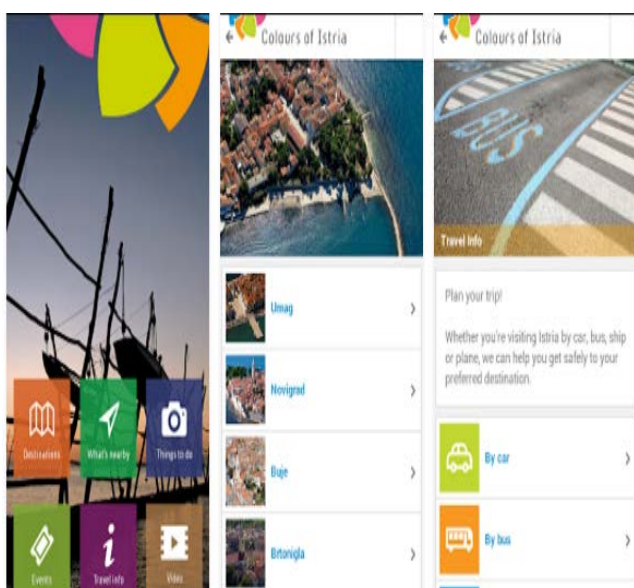 Destinations
What's nearby
Things to do
Events
Travel info
Video
Colours of Istria
Umag
Novigrad
Buje
Brtonigla
Colours of Istria
BUS
Travel Info
Plan your trip!
Whether you're visiting Istria by car, bus, ship
or plane, we can help you get safely to your
preferred destination.
By car
By bus